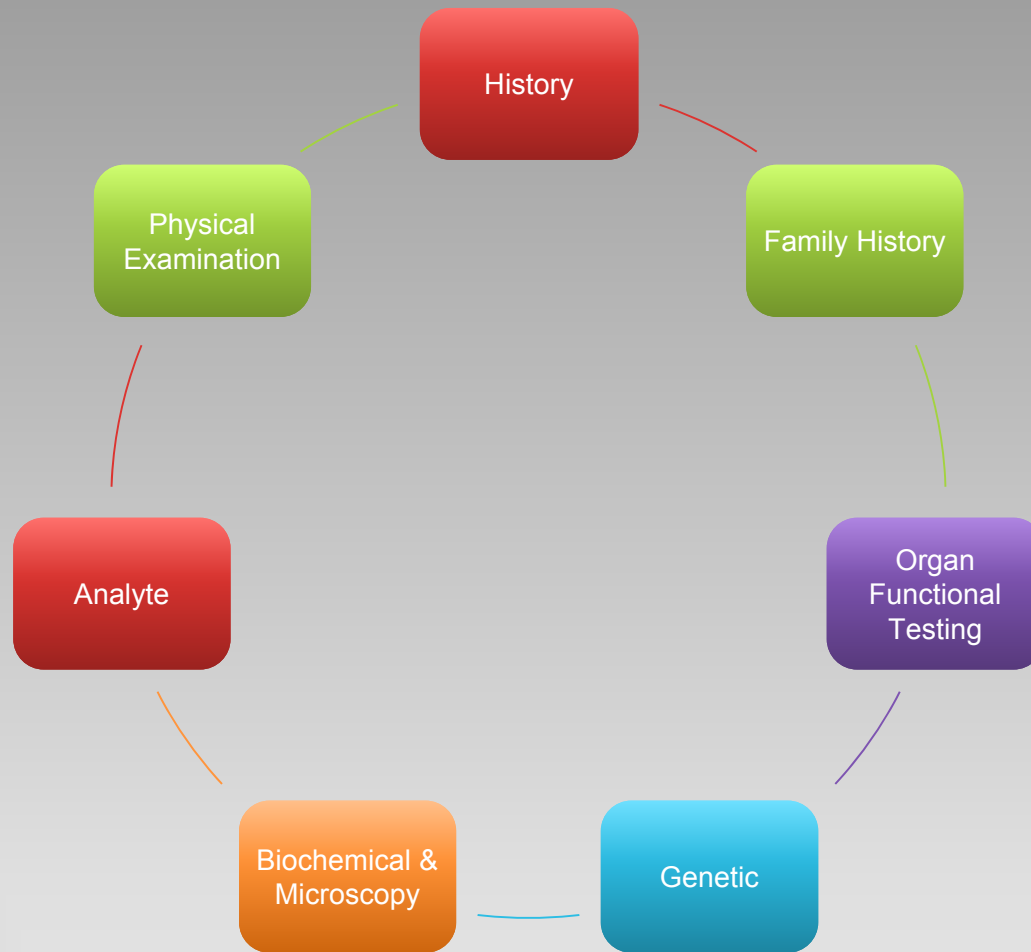 History
Physical
Examination
Family History
Analyte
Organ
Functional
Testing
Biochemical &
Microscopy
Genetic